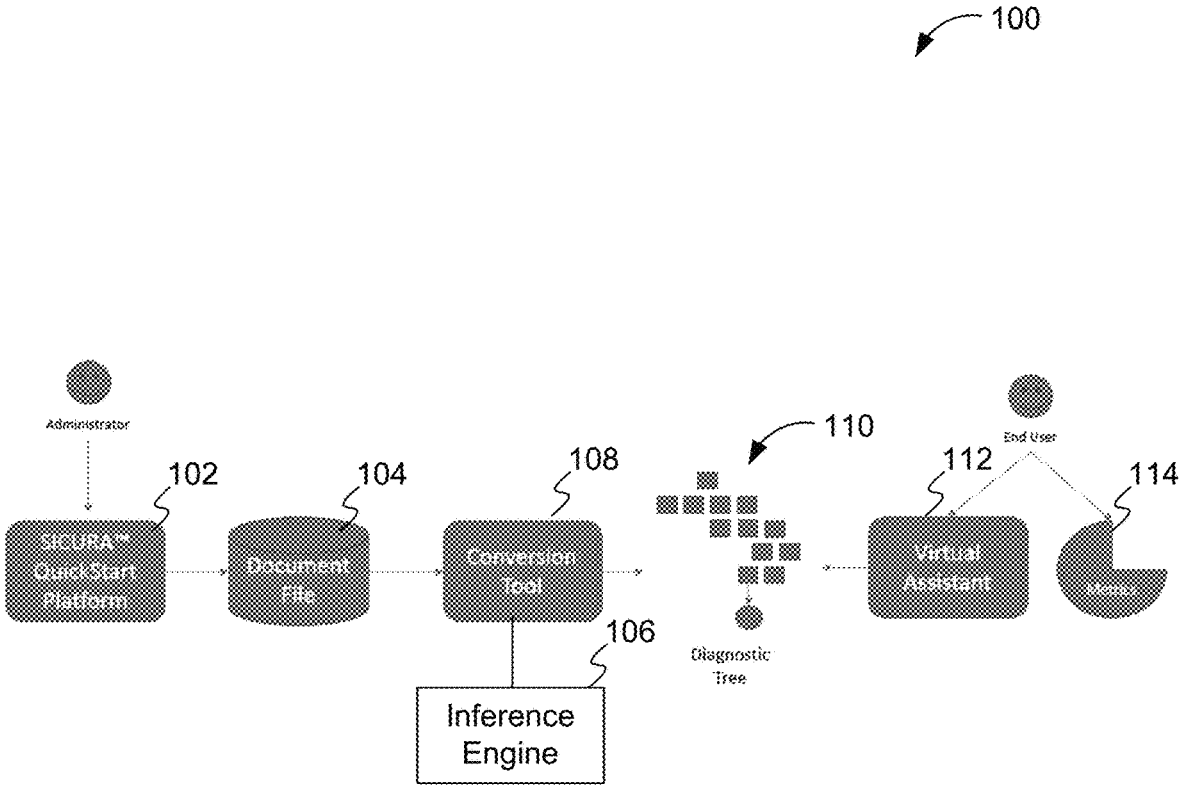 100
Administrator
End User
110
102
104
108
112
114
SICURA™
QuickStart
Platform
Document
File
Conversion
Tool
Virtual
Assistant
Metrics
106
Diagnostic
Tree
Inference
Engine